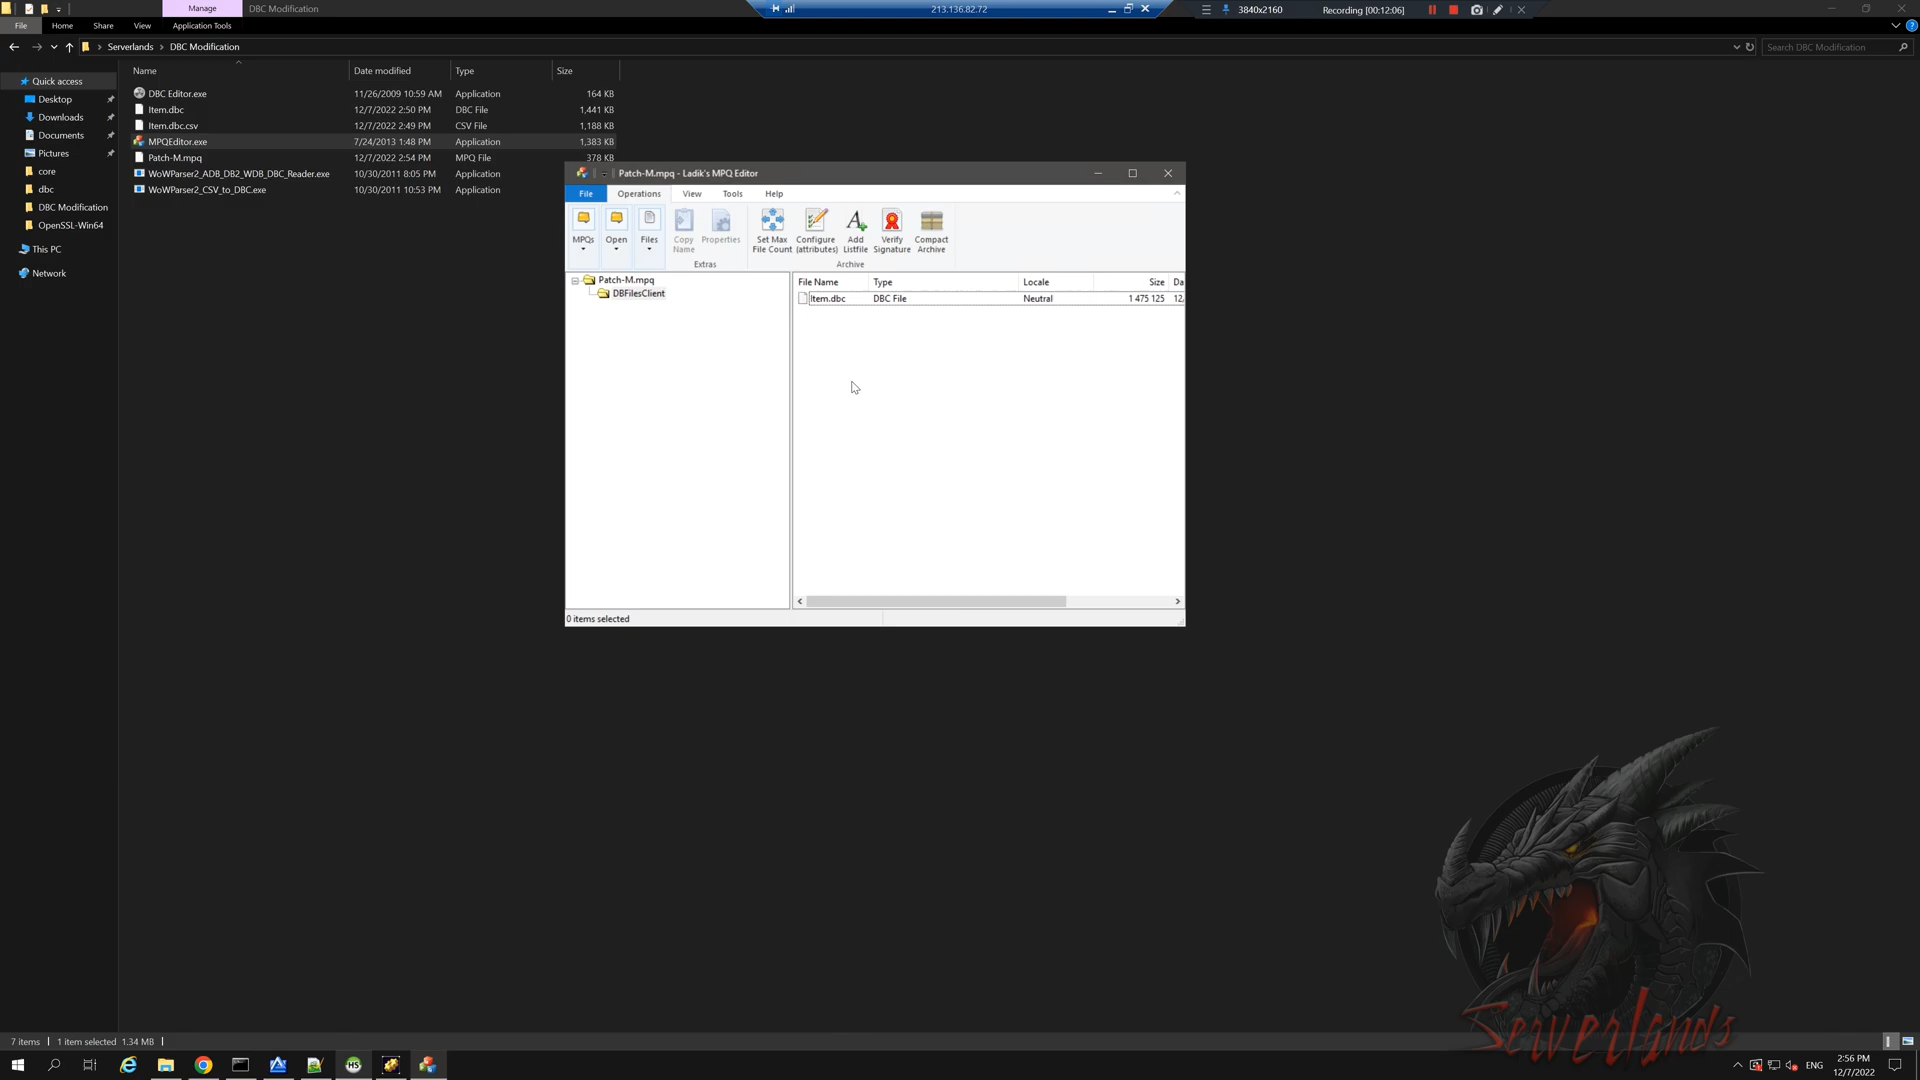 Manage
DBC Modification
213.136.82.72
3840x2160
Recording [00:12:06]
File
Home
Share
View
Application Tools
Serverlands
DBC Modification
Search DBC Modification
Name
Date modified
Type
Size
DBC Editor.exe
11/26/2009 10:59 AM
Application
164 KB
Item.dbc
12/7/2022 2:50 PM
DBC File
1,441 KB
Item.dbc.csv
12/7/2022 2:49 PM
CSV File
1,188 KB
MPQEditor.exe
7/24/2013 1:48 PM
Application
1,383 KB
Patch-M.mpq
12/7/2022 2:54 PM
MPQ File
378 KB
WoWParser2_ADB_DB2_WDB_DBC_Reader.exe
10/30/2011 8:05 PM
Application
WoWParser2_CSV_to_DBC.exe
10/30/2011 10:53 PM
Application
Quick access
Desktop
Downloads
Documents
Pictures
core
dbc
DBC Modification
OpenSSL-Win64
This PC
Network
Patch-M.mpq - Ladik's MPQ Editor
File
Operations
View
Tools
Help
MPQs
Open
Files
Copy
Name
Properties
Set Max
File Count
Configure
(attributes)
Add
Listfile
Verify
Signature
Compact
Archive
Extras
Archive
Patch-M.mpq
DBFilesClient
File Name
Type
Locale
Size
Da
Item.dbc
DBC File
Neutral
1 475 125
12,
0 items selected
Serverlands
7 items
1 item selected
1.34 MB
HS
ENG
2:56 PM
12/7/2022